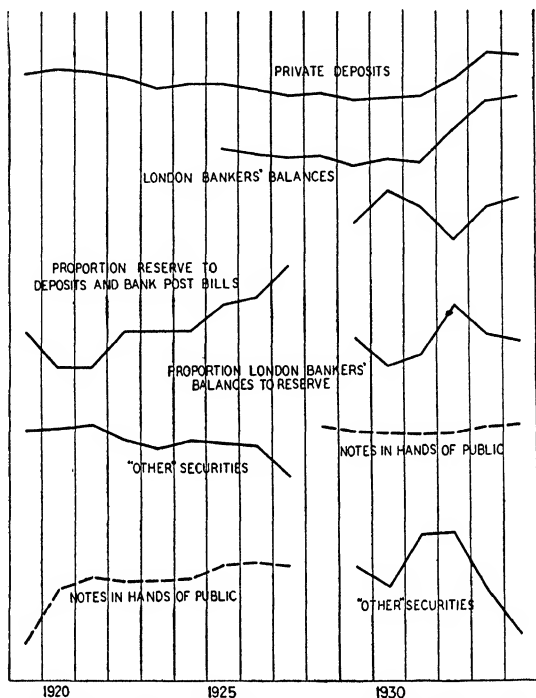 PRIVATE DEPOSITS
LONDON BANKERS' BALANCES
PROPORTION RESERVE TO
DEPOSITS AND BANK POST BILLS
PROPORTION LONDON BANKERS'
BALANCES TO RESERVE
"OTHER" SECURITIES
NOTES IN HANDS OF PUBLIC
NOTES IN HANDS OF PUBLIC
"OTHER" SECURITIES
1920 1925 1930